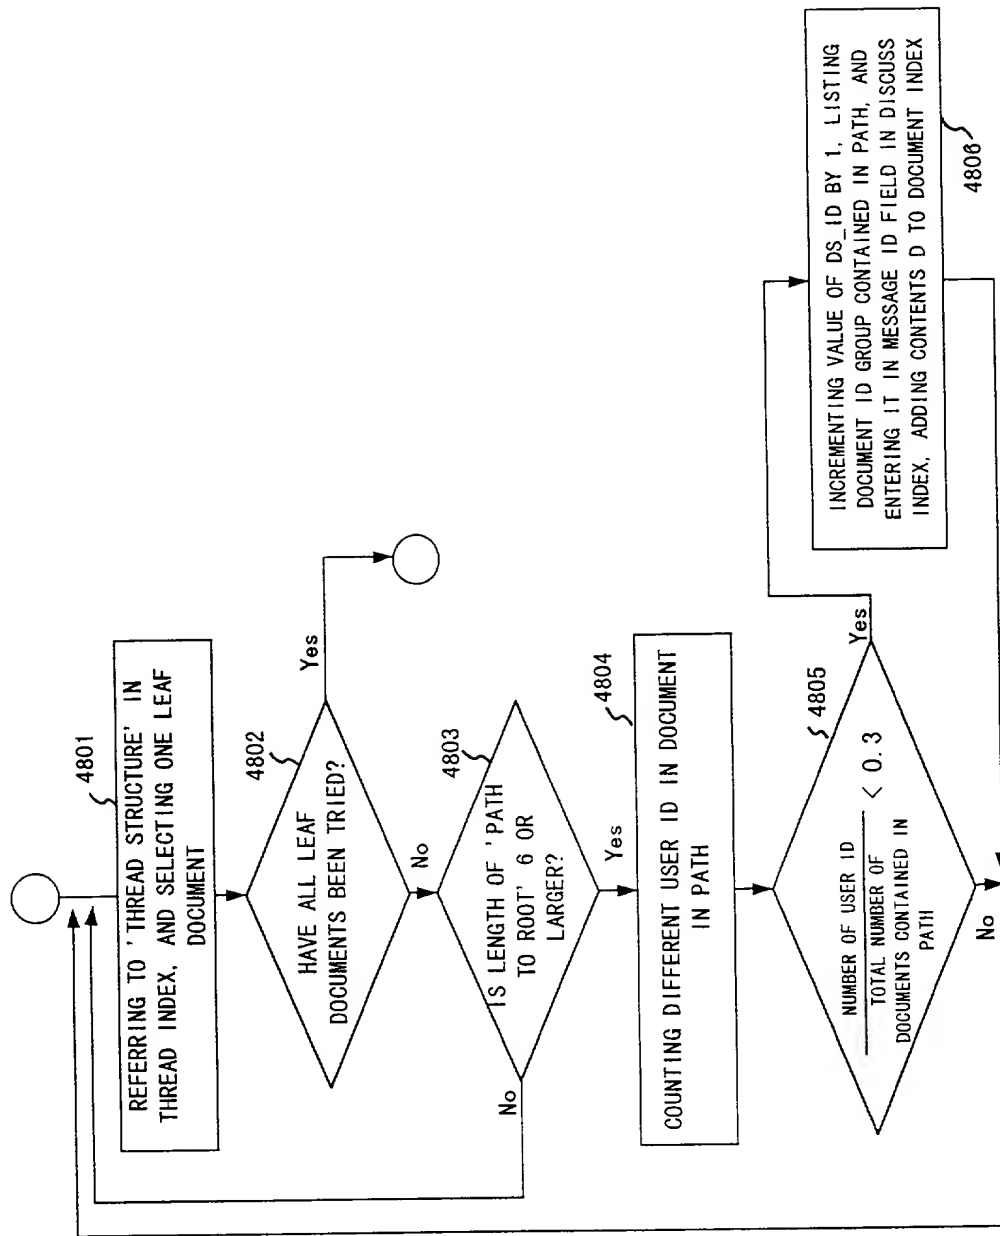 4801
REFERRING TO 'THREAD STRUCTURE' IN
THREAD INDEX, AND SELECTING ONE LEAF
DOCUMENT
4802
HAVE ALL LEAF
DOCUMENTS BEEN TRIED?
Yes
No
4803
IS LENGTH OF 'PATH
TO ROOT' 6 OR
LARGER?
No
Yes
4804
COUNTING DIFFERENT USER ID IN DOCUMENT
IN PATH
4805
NUMBER OF USER ID
TOTAL NUMBER OF
DOCUMENTS CONTAINED IN
PATH
< 0.3
Yes
No
INCREMENTING VALUE OF DS_ID BY 1, LISTING
DOCUMENT ID GROUP CONTAINED IN PATH, AND
ENTERING IT IN MESSAGE ID FIELD IN DISCUSS
INDEX, ADDING CONTENTS D TO DOCUMENT INDEX
4806